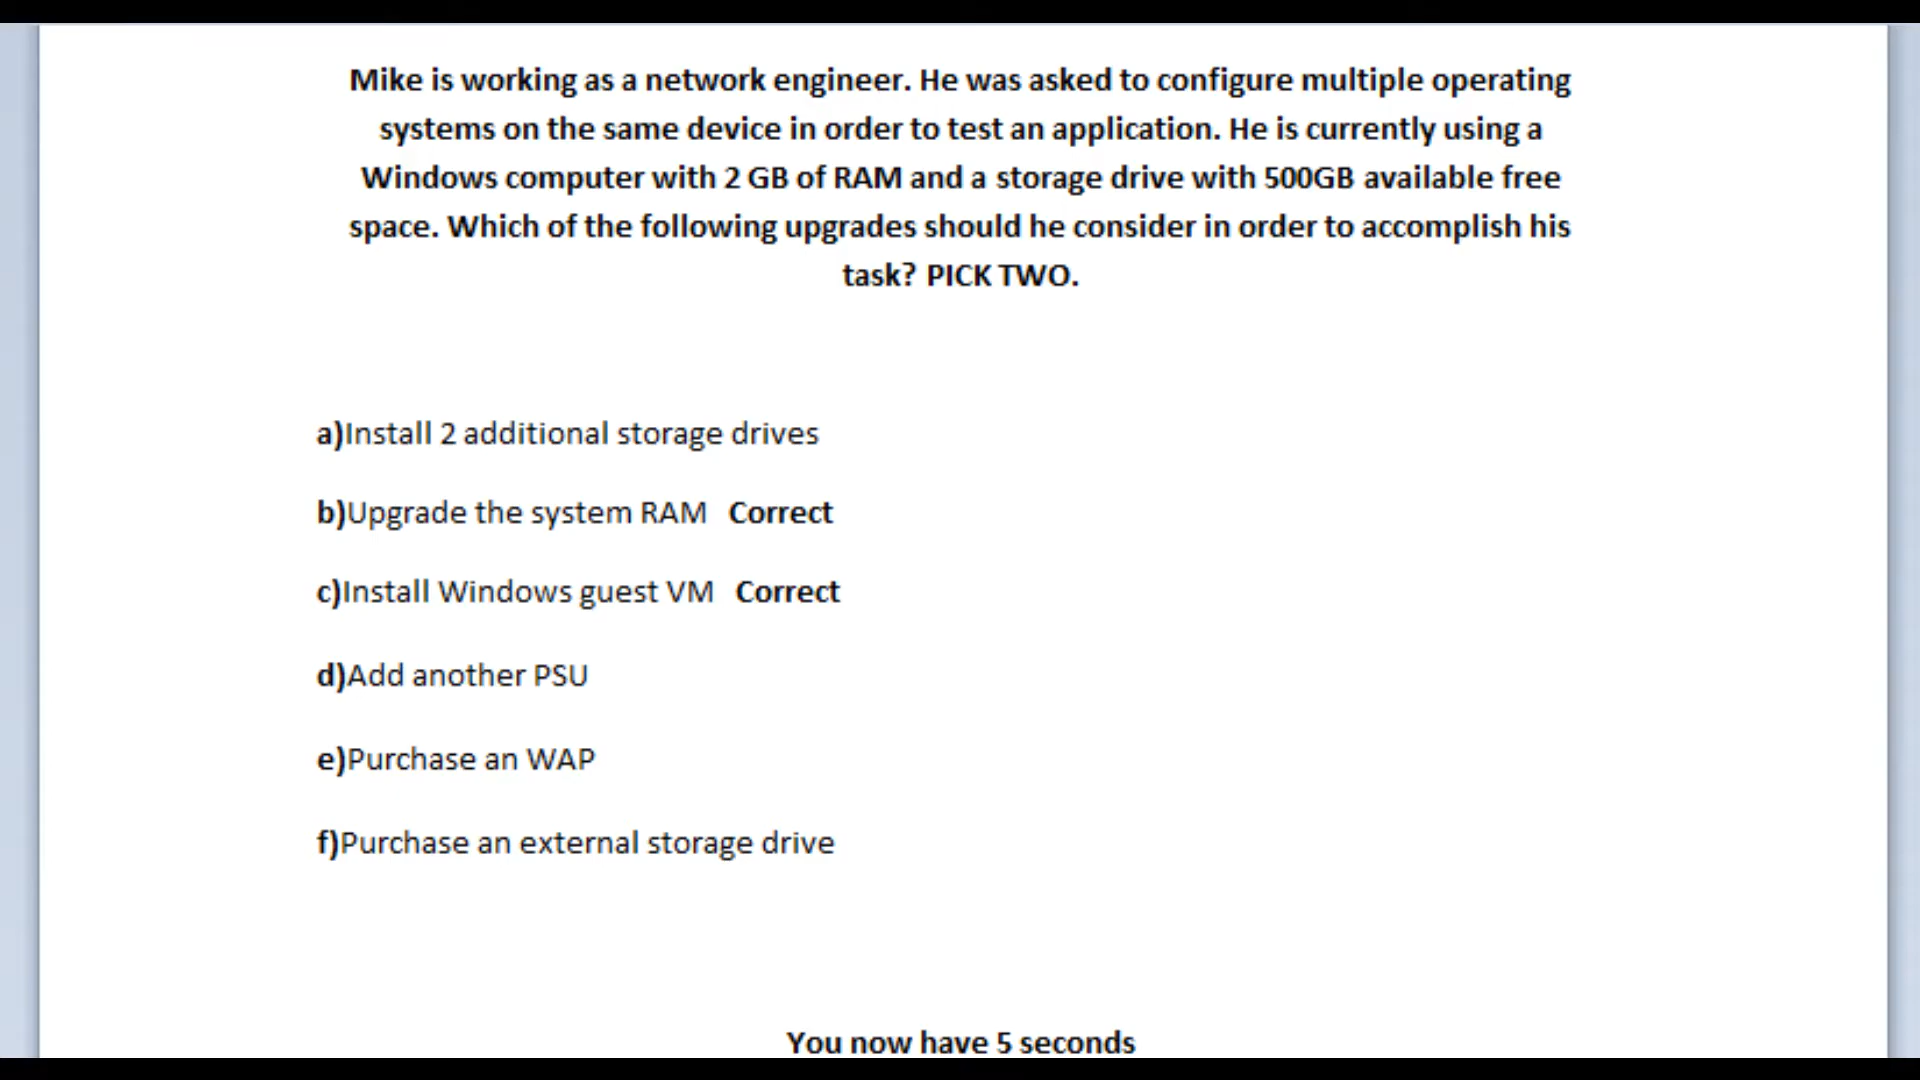 Mike is working as a network engineer. He was asked to configure multiple operating
systems on the same device in order to test an application. He is currently using a
Windows computer with 2 GB of RAM and a storage drive with 500GB available free
space. Which of the following upgrades should he consider in order to accomplish his
task? PICK TWO.
a)Install 2 additional storage drives
b)Upgrade the system RAM Correct
c)Install Windows guest VM Correct
d)Add another PSU
e)Purchase an WAP
f)Purchase an external storage drive
You now have 5 seconds